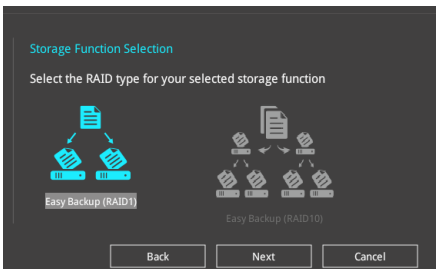 Storage Function Selection
Select the RAID type for your selected storage function
Easy Backup (RAID1)
Easy Backup (RAID10)
Back
Next
Cancel